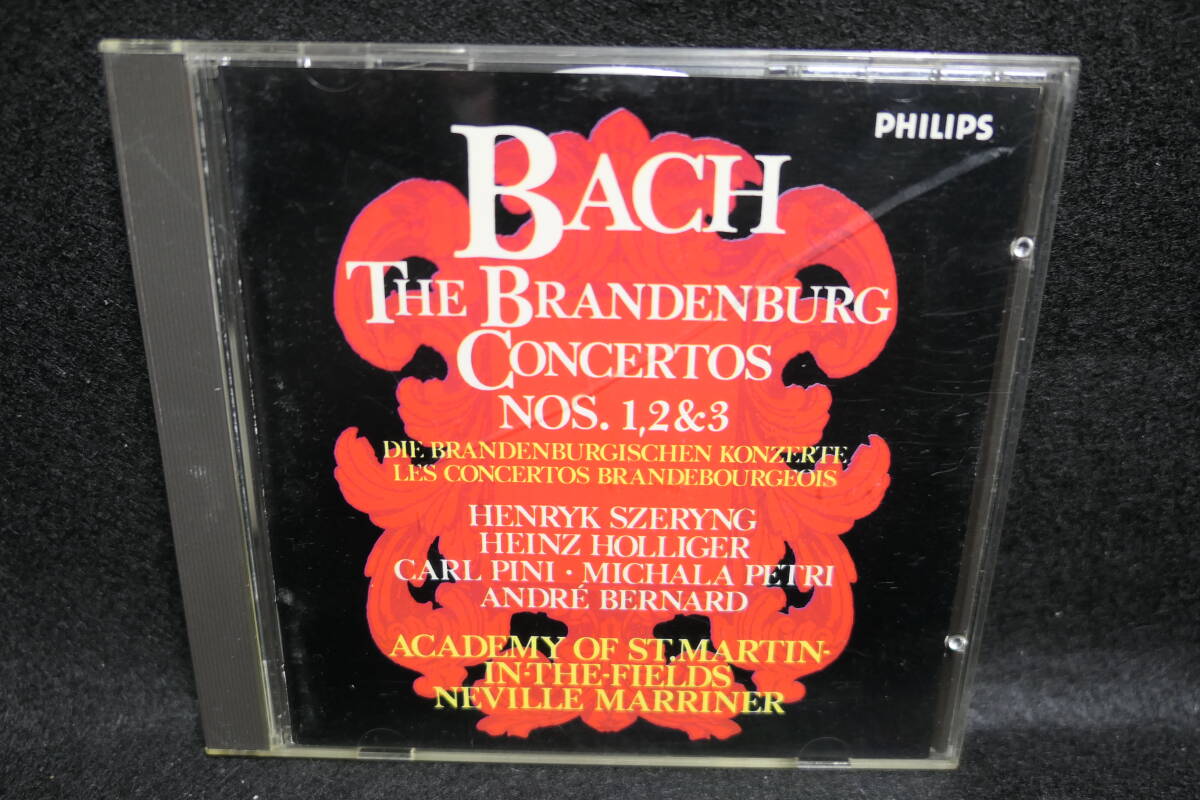 PHILIPS
BACH
THE BRANDENBURG
CONCERTOS
NOS. 1,2&3
DIE BRANDENBURGISCHEN KONZERTE
LES CONCERTOS BRANDEBOURGEOIS
HENRYK SZERYNG
HEINZ HOLLIGER
CARL PINI · MICHALA PETRI
ANDRÉ BERNARD
ACADEMY OF ST. MARTIN-
IN-THE-FIELDS
NEVILLE MARRINER